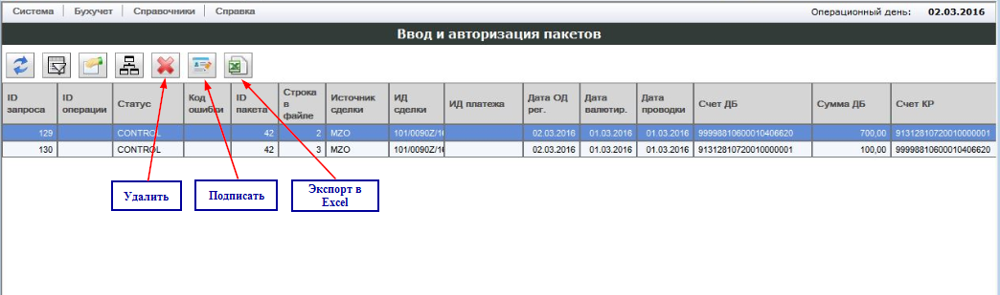 Система Бухучет Справочники Справка Операционный день: 02.03.2016
Ввод и авторизация пакетов
ID запроса ID операции Статус Код ошибки ID пакета Строка в файле Источник сделки ИД сделки ИД платежа Дата ОД рег. Дата валютир. Дата проводки Счет ДБ Сумма ДБ Счет КР
129 CONTROL 42 2 MZO 101/0090Z/1 02.03.2016 01.03.2016 01.03.2016 99998810600010406620 700,00 91312810720010000001
130 CONTROL 42 3 MZO 101/0090Z/1 02.03.2016 01.03.2016 01.03.2016 91312810720010000001 100,00 99998810600010406620
Удалить Подписать Экспорт в
Excel